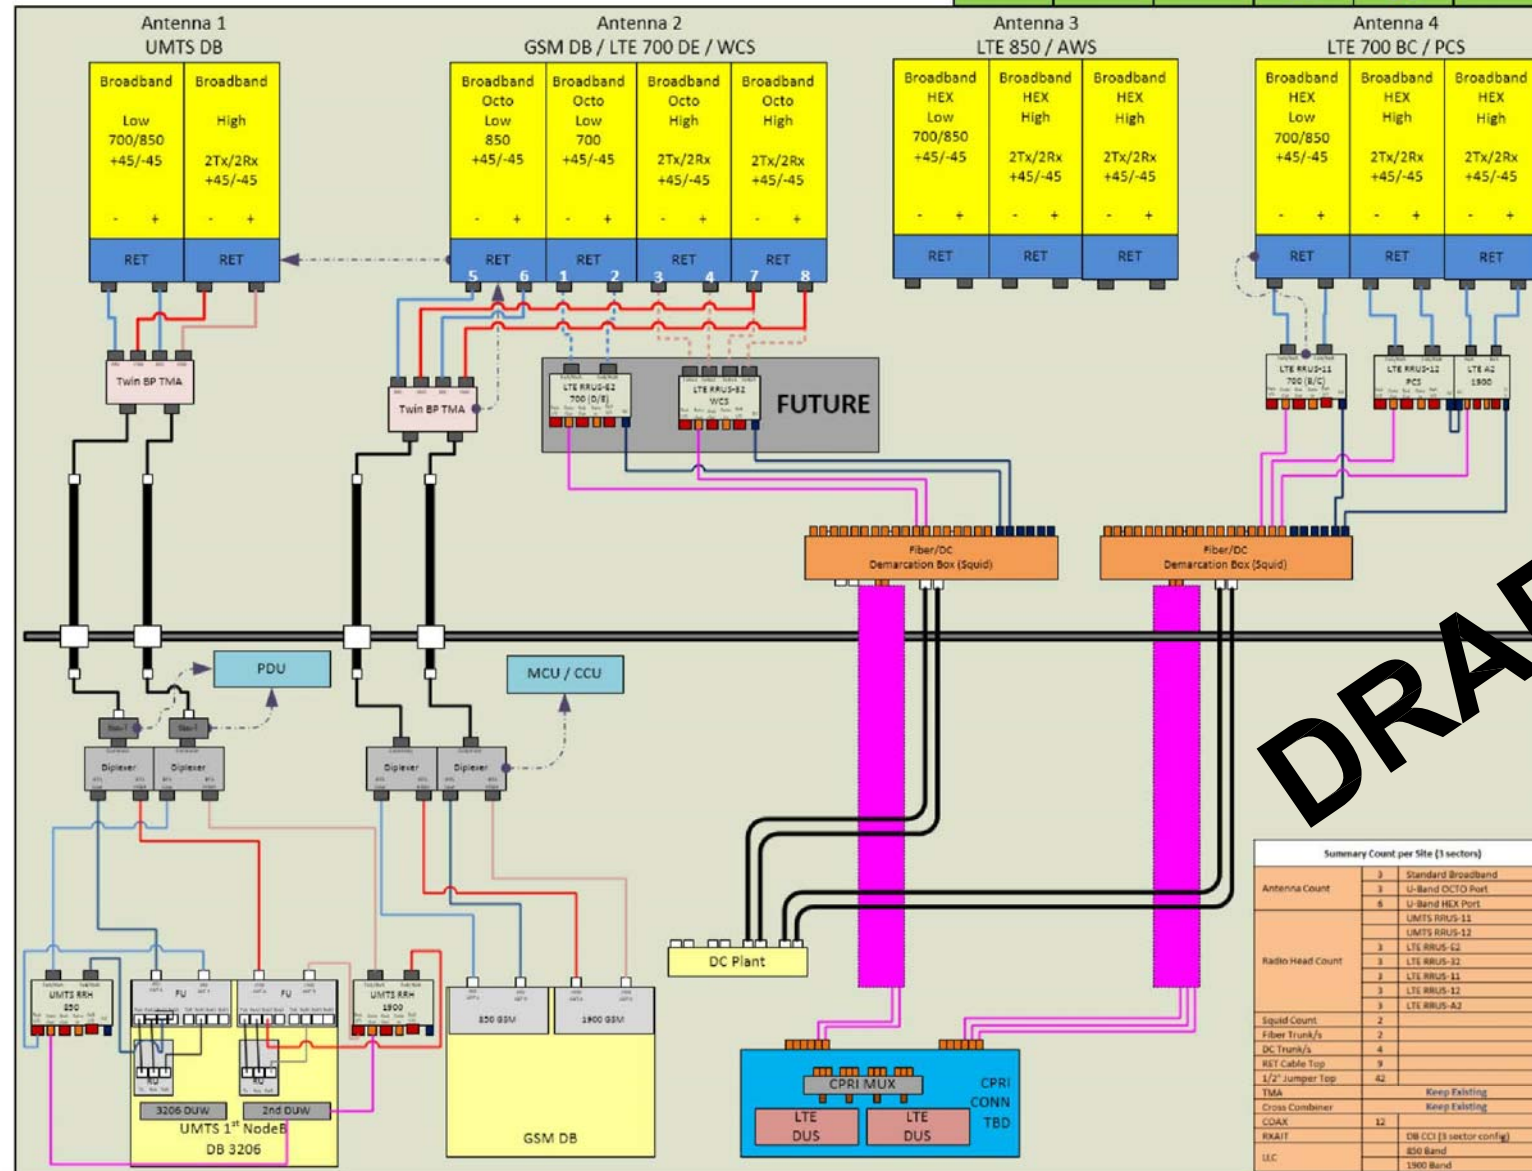 Antenna 1
UMTS DB
Antenna 2
GSM DB / LTE 700 DE / WCS
Antenna 3
LTE 850 / AWS
Antenna 4
LTE 700 BC / PCS
Broadband
Low
700/850
+45/-45
- +
Broadband
High
2Tx/2Rx
+45/-45
- +
Broadband
Octo
Low
850
+45/-45
- +
Broadband
Octo
Low
700
+45/-45
- +
Broadband
Octo
High
2Tx/2Rx
+45/-45
- +
Broadband
Octo
High
2Tx/2Rx
+45/-45
- +
Broadband
HEX
Low
700/850
+45/-45
- +
Broadband
HEX
High
2Tx/2Rx
+45/-45
- +
Broadband
HEX
High
2Tx/2Rx
+45/-45
- +
Broadband
HEX
Low
700/850
+45/-45
- +
Broadband
HEX
High
2Tx/2Rx
+45/-45
- +
Broadband
HEX
High
2Tx/2Rx
+45/-45
- +
RET RET RET RET RET RET RET RET RET RET RET RET
5 6 1 2 3 4 7 8
Twin BP TMA
Twin BP TMA
LTE RRUS-E2
700 (D/E)
LTE RRUS-32
WCS
FUTURE
LTE RRUS-11
700 (B/C)
LTE RRUS-12
PCS
LTE A2
1900
Fiber/DC
Demarcation Box (Squid)
Fiber/DC
Demarcation Box (Squid)
PDU
MCU / CCU
Diplexer
Diplexer
Diplexer
Diplexer
DC Plant
UMTS RRH
850
FU
FU
UMTS RRH
1900
850 GSM
1900 GSM
RU
RU
3206 DUW
2nd DUW
UMTS 1st NodeB
DB 3206
GSM DB
CPRI MUX
CPRI
CONN
TBD
LTE
DUS
LTE
DUS
DRA
Summary Count per Site (3 sectors)
Antenna Count
3 Standard Broadband
3 U-Band OCTO Port
6 U-Band HEX Port
Radio Head Count
UMTS RRUS-11
UMTS RRUS-12
3 LTE RRUS-E2
3 LTE RRUS-32
3 LTE RRUS-11
3 LTE RRUS-12
3 LTE RRUS-A2
Squid Count 2
Fiber Trunk/s 2
DC Trunk/s 4
RET Cable Top 9
1/2" Jumper Top 42
TMA Keep Existing
Cross Combiner Keep Existing
COAX 12
RXAIT DB CCI (3 sector config)
LLC
850 Band
1900 Band